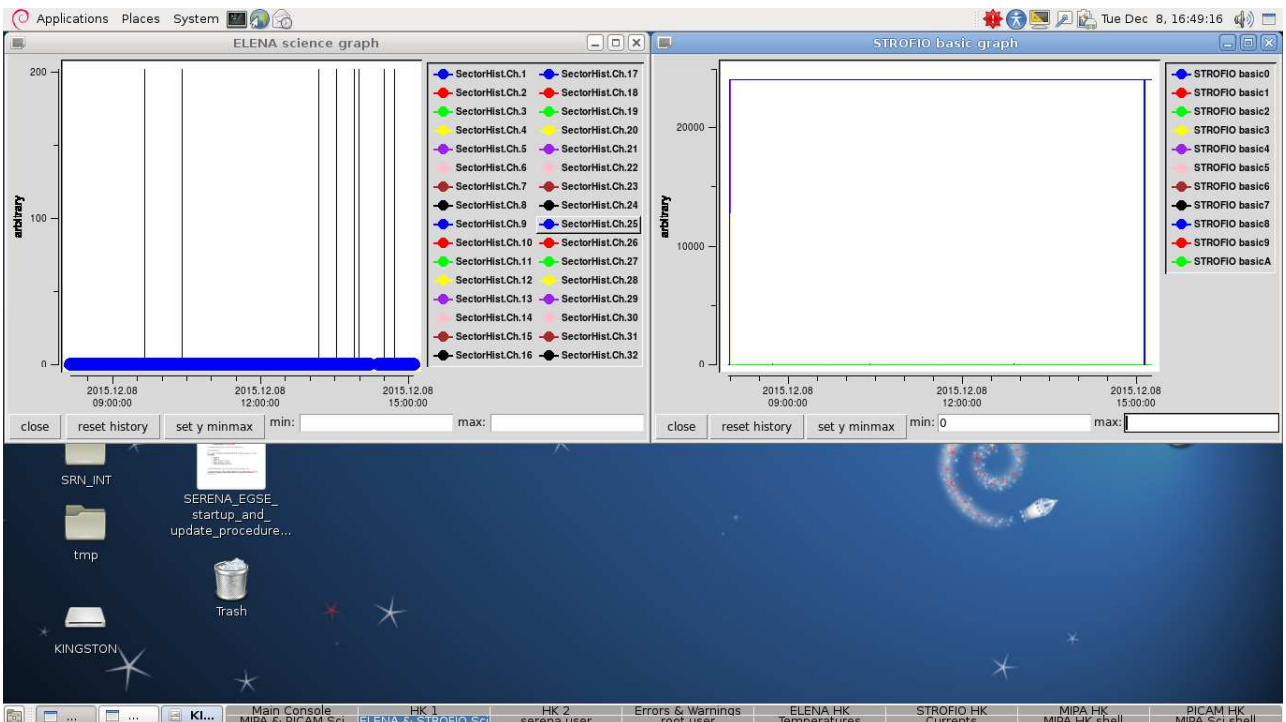 Applications Places System
Tue Dec 8, 16:49:16
ELENA science graph
200
100
0
arbitrary
2015.12.08 2015.12.08 2015.12.08
09:00:00 12:00:00 15:00:00
SectorHist.Ch.1 SectorHist.Ch.17
SectorHist.Ch.2 SectorHist.Ch.18
SectorHist.Ch.3 SectorHist.Ch.19
SectorHist.Ch.4 SectorHist.Ch.20
SectorHist.Ch.5 SectorHist.Ch.21
SectorHist.Ch.6 SectorHist.Ch.22
SectorHist.Ch.7 SectorHist.Ch.23
SectorHist.Ch.8 SectorHist.Ch.24
SectorHist.Ch.9 SectorHist.Ch.25
SectorHist.Ch.10 SectorHist.Ch.26
SectorHist.Ch.11 SectorHist.Ch.27
SectorHist.Ch.12 SectorHist.Ch.28
SectorHist.Ch.13 SectorHist.Ch.29
SectorHist.Ch.14 SectorHist.Ch.30
SectorHist.Ch.15 SectorHist.Ch.31
SectorHist.Ch.16 SectorHist.Ch.32
close reset history set y minmax min: max:
STROFIO basic graph
20000
10000
0
arbitrary
2015.12.08 2015.12.08 2015.12.08
09:00:00 12:00:00 15:00:00
STROFIO basic0
STROFIO basic1
STROFIO basic2
STROFIO basic3
STROFIO basic4
STROFIO basic5
STROFIO basic6
STROFIO basic7
STROFIO basic8
STROFIO basic9
STROFIO basicA
close reset history set y minmax min: 0 max:
SRN_INT
SERENA_EGSE_
startup_and_
update_procedure...
tmp
Trash
KINGSTON
... ... KI...
Main Console HK 1 HK 2 Errors & Warnings ELENA HK STROFIO HK MIPA HK PICAM HK
MIPA & PICAM Sci ELENA & STROFIO Sci serena user root user Temperatures Currents MIPA HK shell MIPA Sci shell